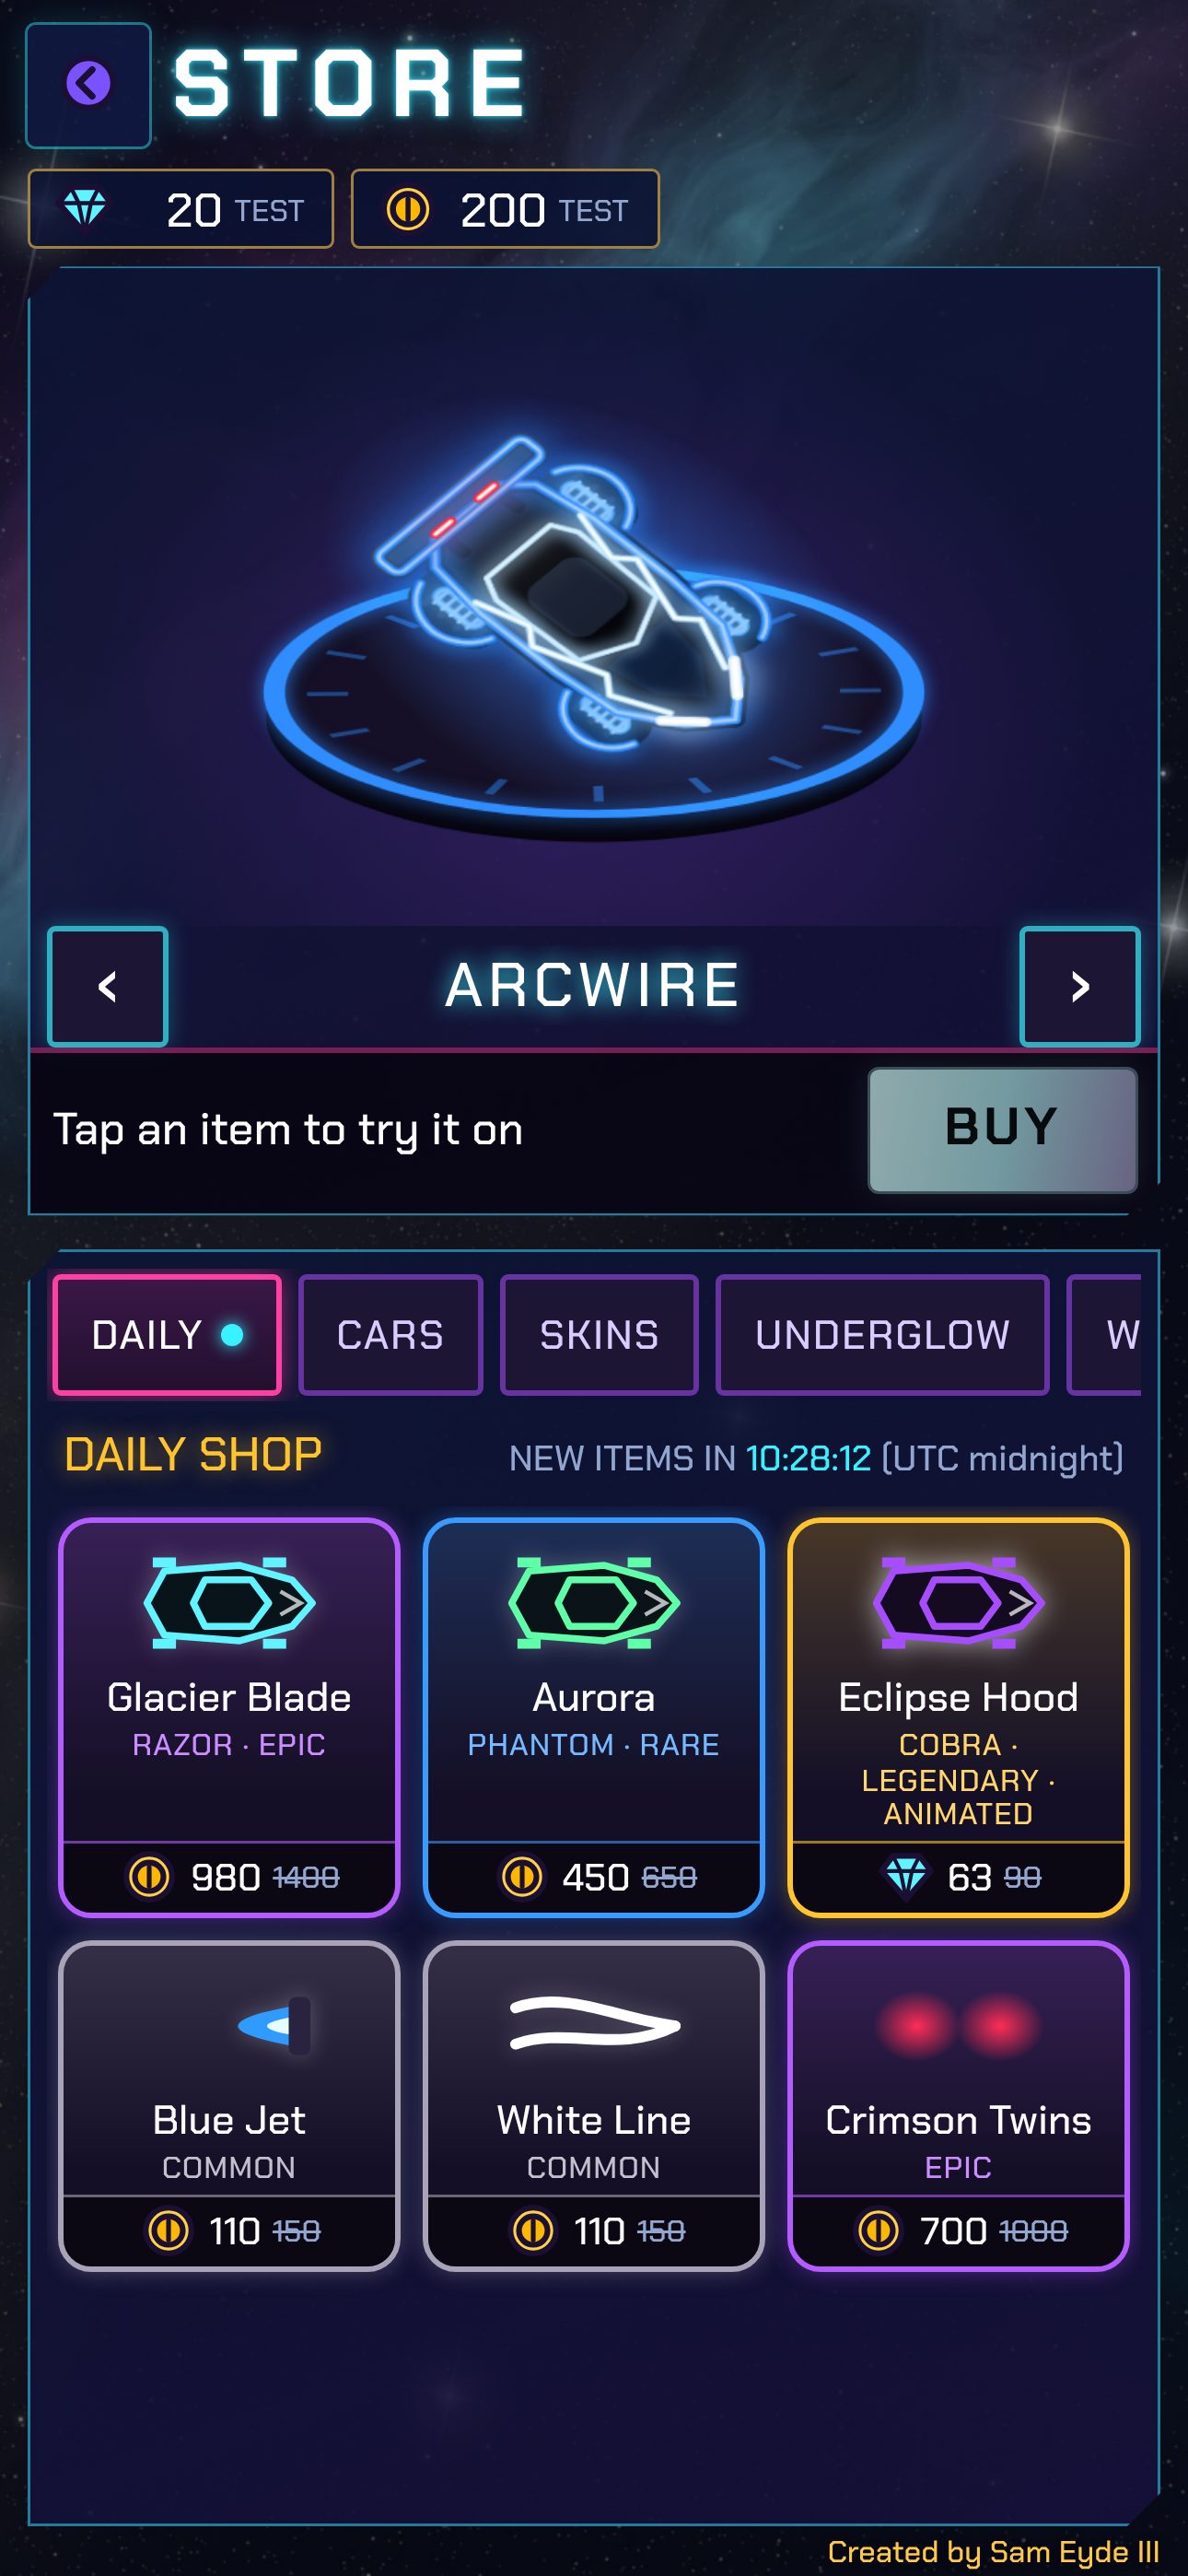 STORE
20 TEST 200 TEST
‹ ARCWIRE ›
Tap an item to try it on
BUY
DAILY CARS SKINS UNDERGLOW W
DAILY SHOP
NEW ITEMS IN 10:28:12 (UTC midnight)
Glacier Blade
RAZOR · EPIC
980 1400
Aurora
PHANTOM · RARE
450 650
Eclipse Hood
COBRA ·
LEGENDARY ·
ANIMATED
63 90
Blue Jet
COMMON
110 150
White Line
COMMON
110 150
Crimson Twins
EPIC
700 1000
Created by Sam Eyde III